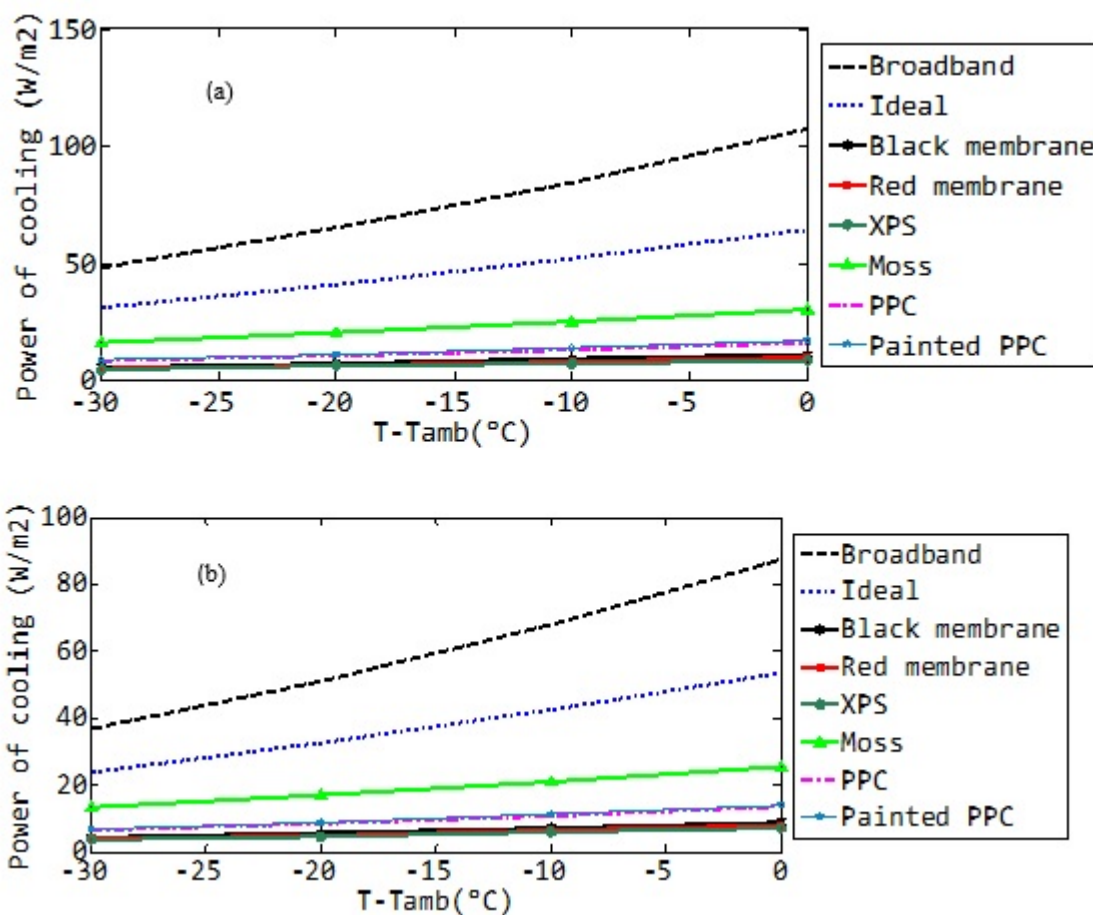 150
100
50
0
Power of cooling (W/m2)
(a)
-30 -25 -20 -15 -10 -5 0
T-Tamb(°C)
Broadband
Ideal
Black membrane
Red membrane
XPS
Moss
PPC
Painted PPC
100
80
60
40
20
0
Power of cooling (W/m2)
(b)
-30 -25 -20 -15 -10 -5 0
T-Tamb(°C)
Broadband
Ideal
Black membrane
Red membrane
XPS
Moss
PPC
Painted PPC